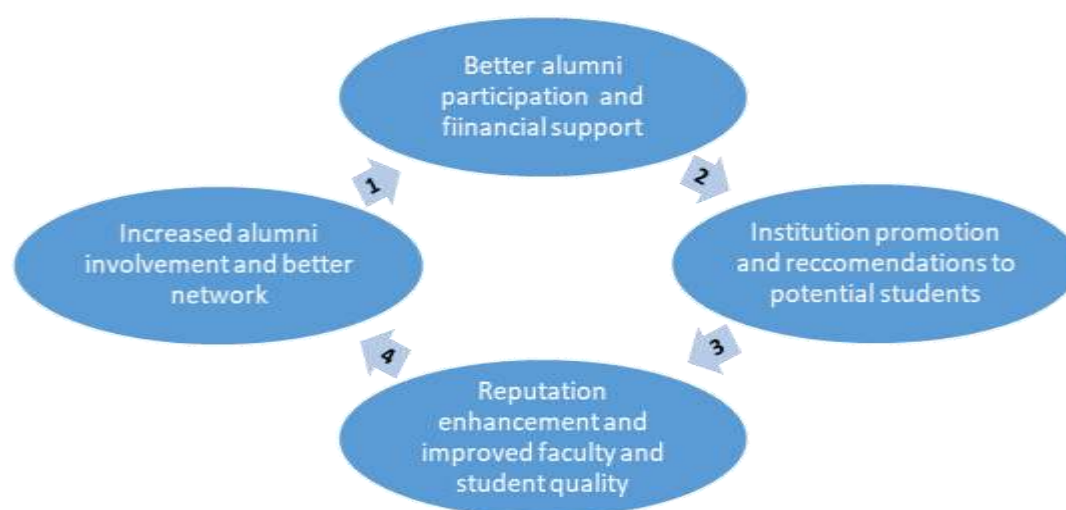 Better alumni
participation and
fiinancial support
1
2
Increased alumni
involvement and better
network
Institution promotion
and reccomendations to
potential students
4
3
Reputation
enhancement and
improved faculty and
student quality